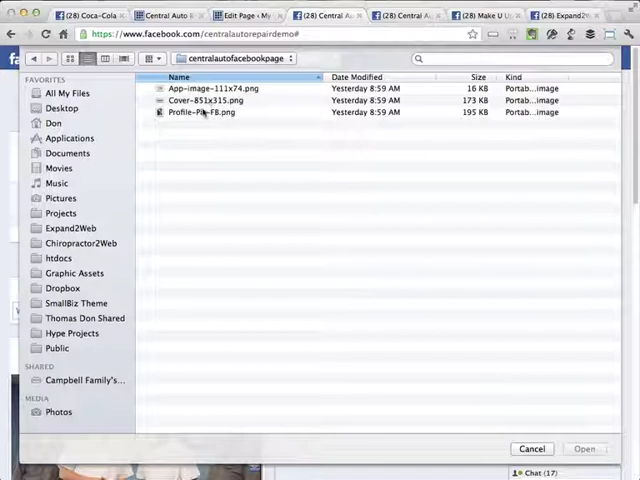 (28) Coca-Cola
Central Auto R
Edit Page ‹ My
(28) Central Au
(28) Central Au
(28) Make U U
(28) Expand2W
https://www.facebook.com/centralautorepairdemo#
centralautofacebookpage
FAVORITES
All My Files
Desktop
Don
Applications
Documents
Movies
Music
Pictures
Projects
Expand2Web
Chiropractor2Web
htdocs
Graphic Assets
Dropbox
SmallBiz Theme
Thomas Don Shared
Hype Projects
Public
SHARED
Campbell Family's...
MEDIA
Photos
Name Date Modified Size Kind
App-image-111x74.png Yesterday 8:59 AM 16 KB Portab...image
Cover-851x315.png Yesterday 8:59 AM 173 KB Portab...image
Profile-Pic-FB.png Yesterday 8:59 AM 195 KB Portab...image
Cancel
Open
Chat (17)